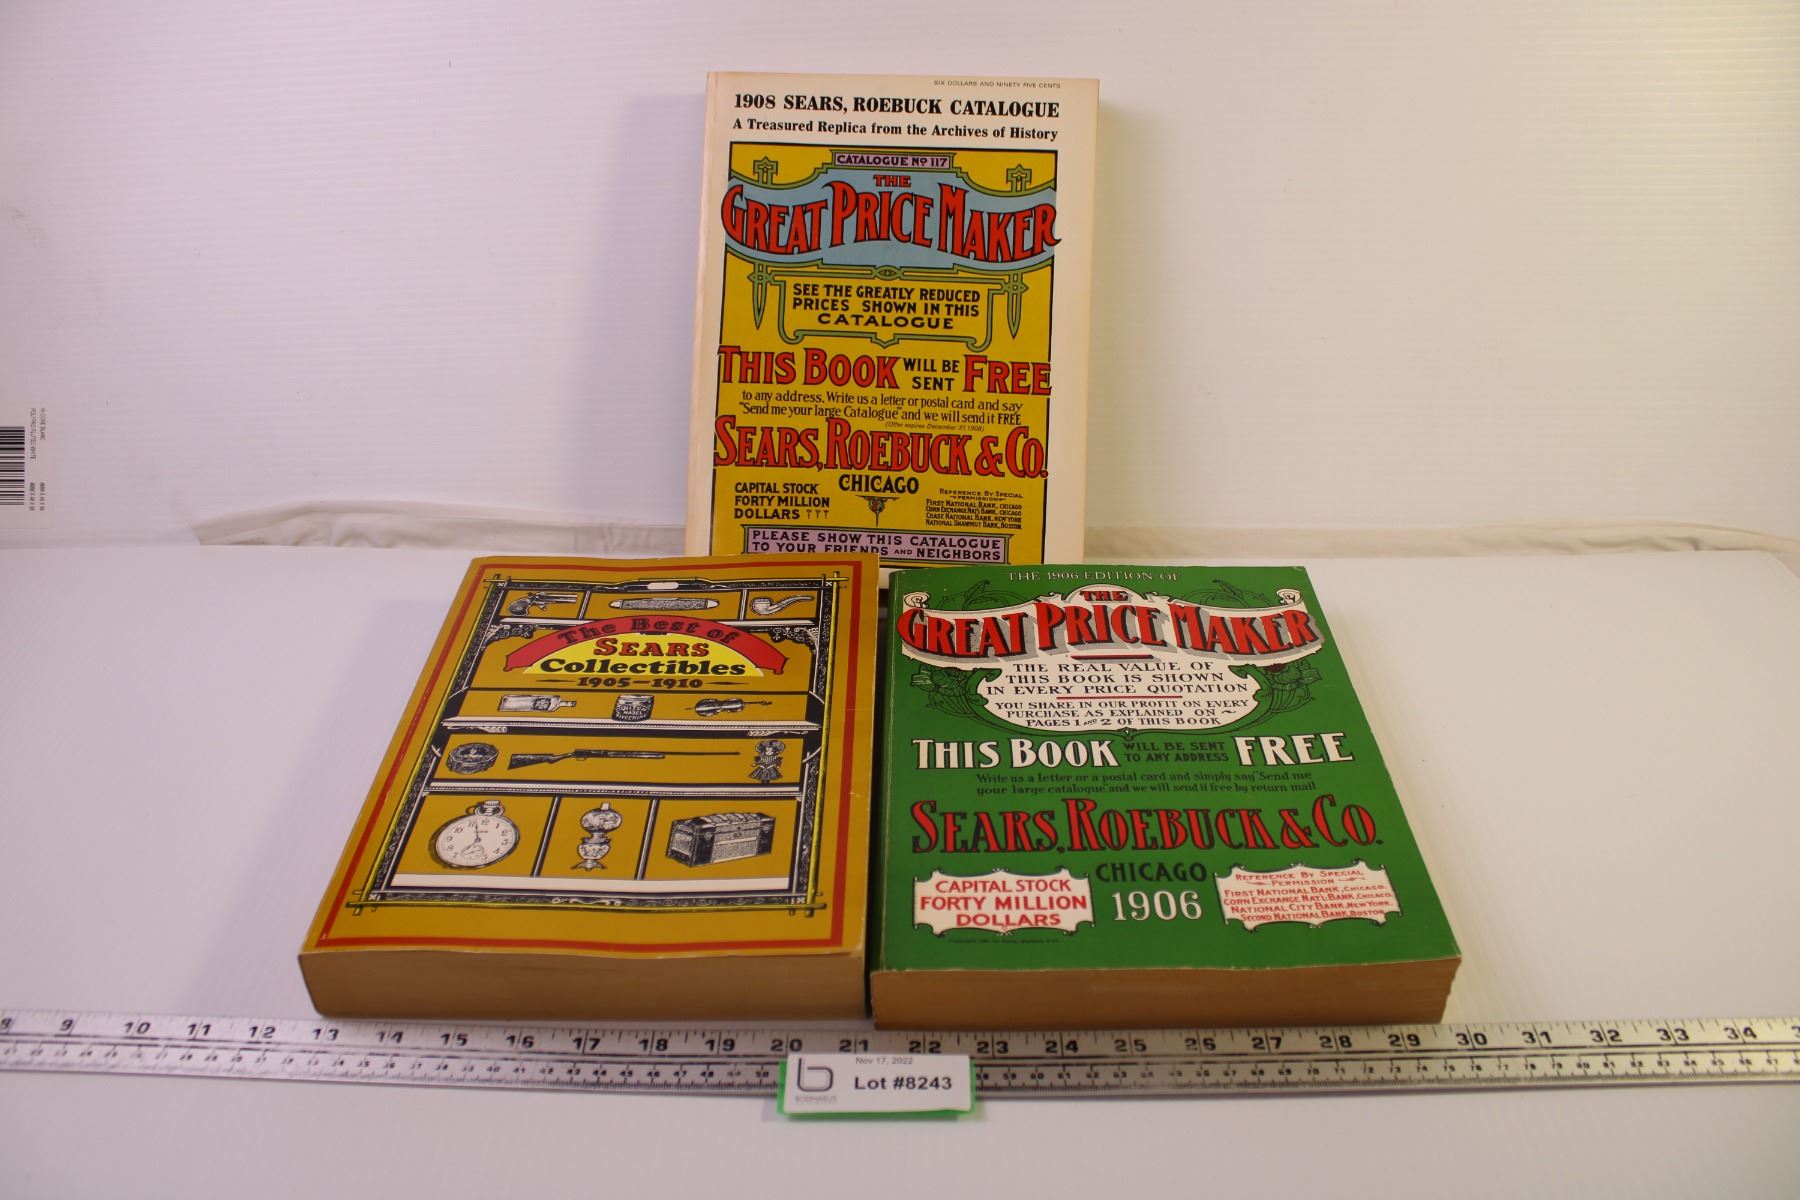 SIX DOLLARS AND NINETY FIVE CENTS
1908 SEARS, ROEBUCK CATALOGUE
A Treasured Replica from the Archives of History
CATALOGUE Nº 117
THE
GREAT PRICE MAKER
SEE THE GREATLY REDUCED
PRICES SHOWN IN THIS
CATALOGUE
THIS BOOK WILL BE SENT FREE
to any address. Write us a letter or postal card and say
"Send me your large Catalogue" and we will send it FREE
(Offer expires December 31, 1908)
SEARS, ROEBUCK & CO.
CHICAGO
CAPITAL STOCK
FORTY MILLION
DOLLARS
REFERENCE BY SPECIAL
PERMISSION
FIRST NATIONAL BANK, CHICAGO
CORN EXCHANGE NAT'L BANK, CHICAGO
CHASE NATIONAL BANK, NEW YORK
NATIONAL SHAWMUT BANK, BOSTON
PLEASE SHOW THIS CATALOGUE
TO YOUR FRIENDS AND NEIGHBORS
The Best of
SEARS
Collectibles
1905-1910
WITCH
HAZEL
GLYCERINE
THE 1906 EDITION OF
THE
GREAT PRICE MAKER
THE REAL VALUE OF
THIS BOOK IS SHOWN
IN EVERY PRICE QUOTATION
YOU SHARE IN OUR PROFIT ON EVERY
PURCHASE AS EXPLAINED ON
PAGES 1 AND 2 OF THIS BOOK
THIS BOOK WILL BE SENT TO ANY ADDRESS FREE
Write us a letter or a postal card and simply say "Send me
your large catalogue" and we will send it free by return mail
SEARS, ROEBUCK & CO.
CHICAGO
1906
CAPITAL STOCK
FORTY MILLION
DOLLARS
REFERENCE BY SPECIAL
PERMISSION
FIRST NATIONAL BANK, CHICAGO.
CORN EXCHANGE NAT'L BANK, CHICAGO.
NATIONAL CITY BANK, NEW YORK.
SECOND NATIONAL BANK, BOSTON
8 9 10 11 12 13 14 15 16 17 18 19 20 21 22 23 24 25 26 27 28 29 30 31 32 33 34
Nov 17, 2022
Lot #8243
BODNARUS